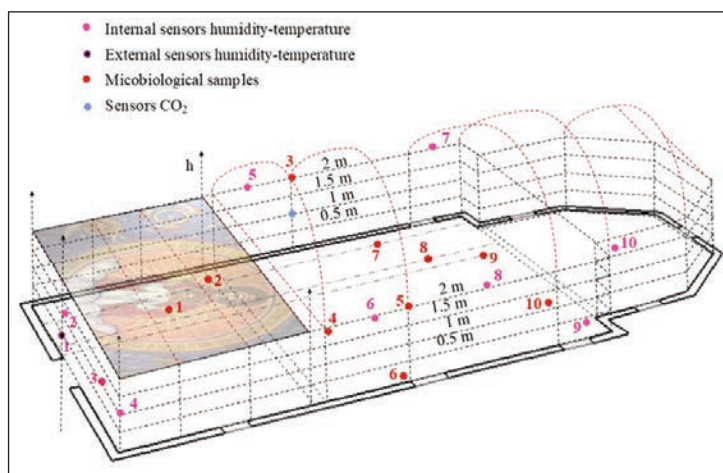 Internal sensors humidity-temperature
External sensors humidity-temperature
Micobiological samples
Sensors CO₂
h
7
3
5
2 m
1.5 m
1 m
0.5 m
10
7
8
9
2
8
1
2
6
5
10
2 m
1.5 m
1 m
0.5 m
4
9
1
3
4
6